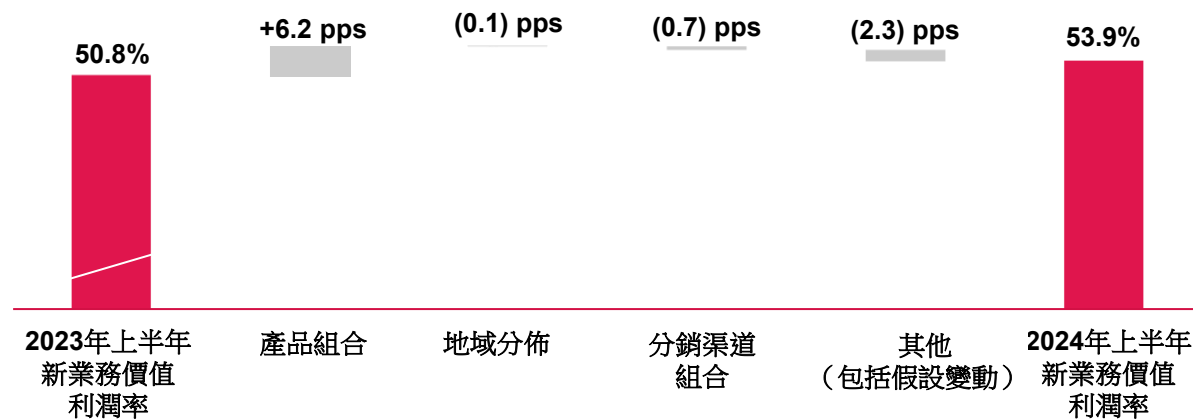 50.8%
+6.2 pps
(0.1) pps
(0.7) pps
(2.3) pps
53.9%
2023年上半年
新業務價值
利潤率
產品組合
地域分佈
分銷渠道
組合
其他
（包括假設變動）
2024年上半年
新業務價值
利潤率